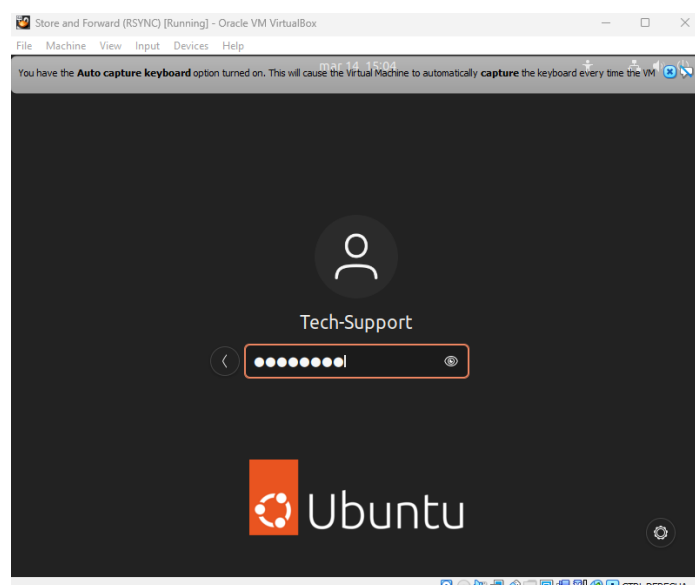 Store and Forward (RSYNC) [Running] - Oracle VM VirtualBox
File Machine View Input Devices Help
mar 14, 15:04
You have the Auto capture keyboard option turned on. This will cause the Virtual Machine to automatically capture the keyboard every time the VM
Tech-Support
Ubuntu
CTRL DERECHA